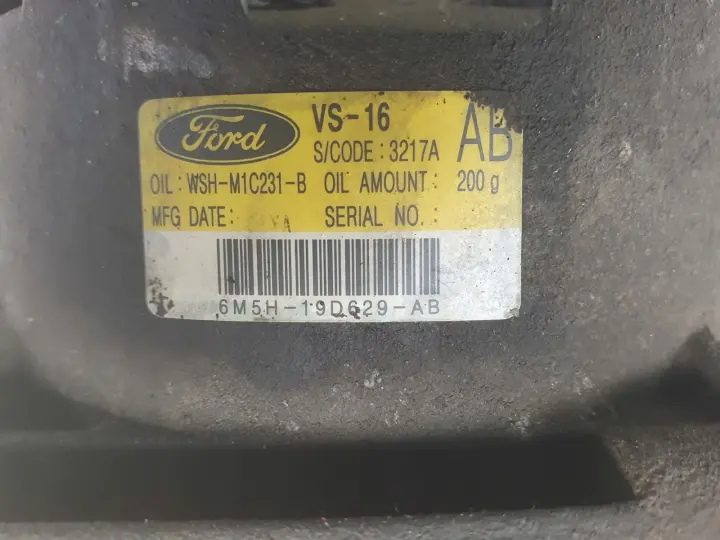 Ford
VS-16
AB
S/CODE : 3217A
OIL : WSH-M1C231-B OIL AMOUNT : 200 g
MFG DATE : SERIAL NO. :
6M5H-19D629-AB